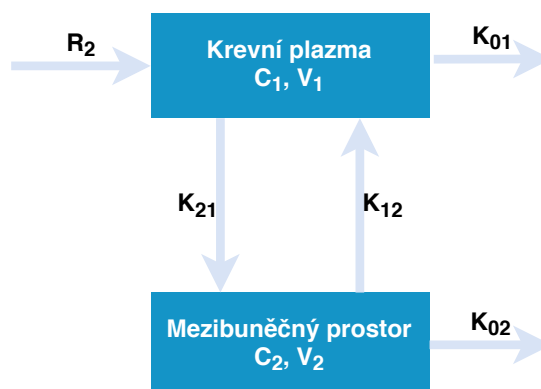 R2
Krevní plazma
C1, V1
K01
K21
K12
Mezibuněčný prostor
C2, V2
K02